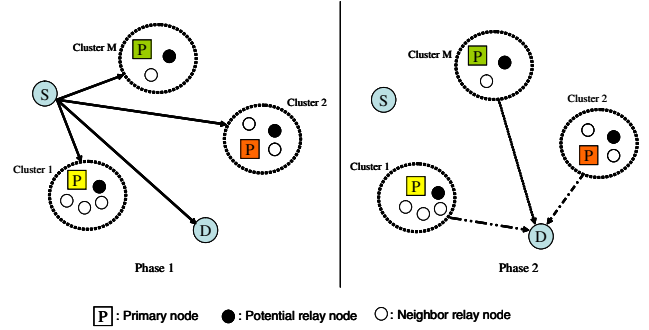 Cluster M
P
S
Cluster 2
P
Cluster 1
P
D
Phase 1
Cluster M
P
S
Cluster 2
P
Cluster 1
P
D
Phase 2
P : Primary node : Potential relay node : Neighbor relay node